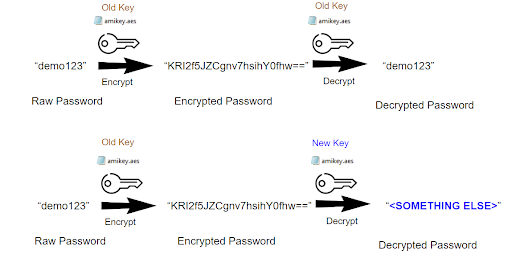 Old Key
Old Key
amikey.aes
amikey.aes
“demo123”
“KRI2f5JZCgnv7hsihY0fhw==”
“demo123”
Encrypt
Decrypt
Raw Password
Encrypted Password
Decrypted Password
Old Key
New Key
amikey.aes
amikey.aes
“demo123”
“KRI2f5JZCgnv7hsihY0fhw==”
“<SOMETHING ELSE>”
Encrypt
Decrypt
Raw Password
Encrypted Password
Decrypted Password